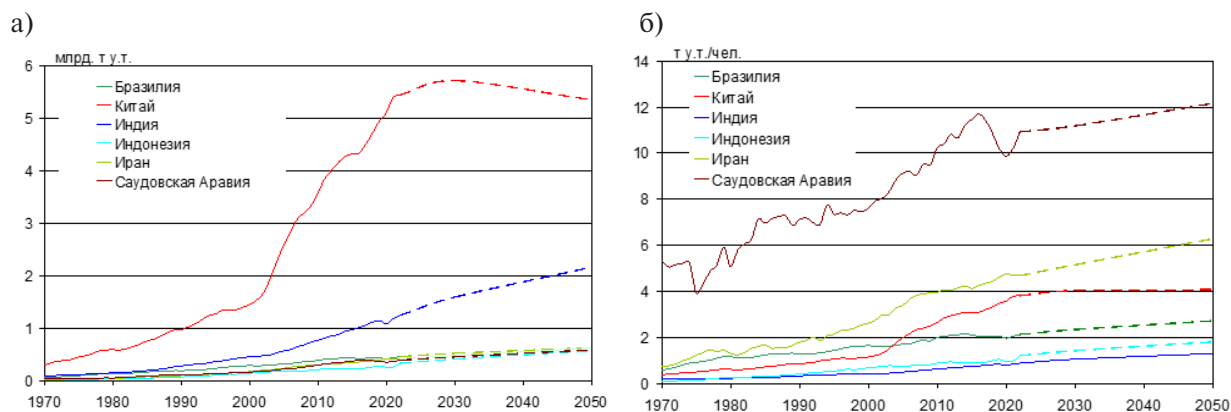 а)
млрд. т у.т.
6
5
4
3
2
1
0
Бразилия
Китай
Индия
Индонезия
Иран
Саудовская Аравия
1970 1980 1990 2000 2010 2020 2030 2040 2050
б)
т у.т./чел.
14
12
10
8
6
4
2
0
Бразилия
Китай
Индия
Индонезия
Иран
Саудовская Аравия
1970 1980 1990 2000 2010 2020 2030 2040 2050